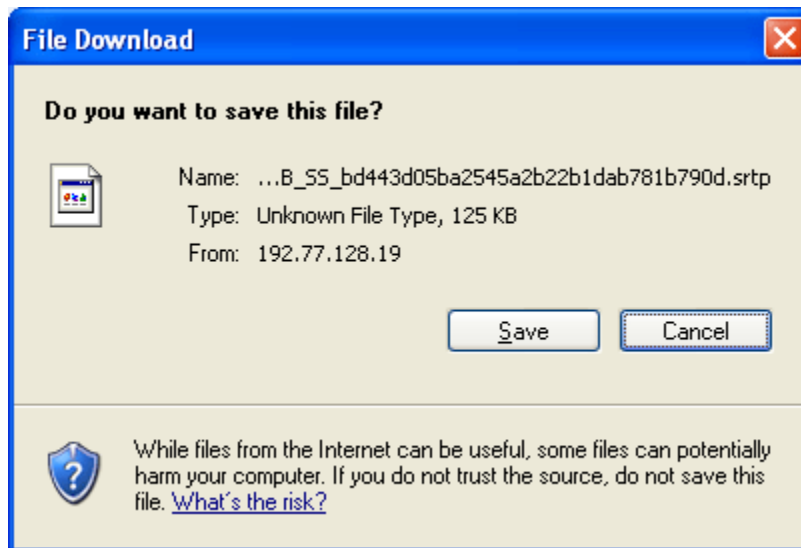 File Download
Do you want to save this file?
Name: ...B_SS_bd443d05ba2545a2b22b1dab781b790d.srtp
Type: Unknown File Type, 125 KB
From: 192.77.128.19
Save Cancel
While files from the Internet can be useful, some files can potentially
harm your computer. If you do not trust the source, do not save this
file. What's the risk?